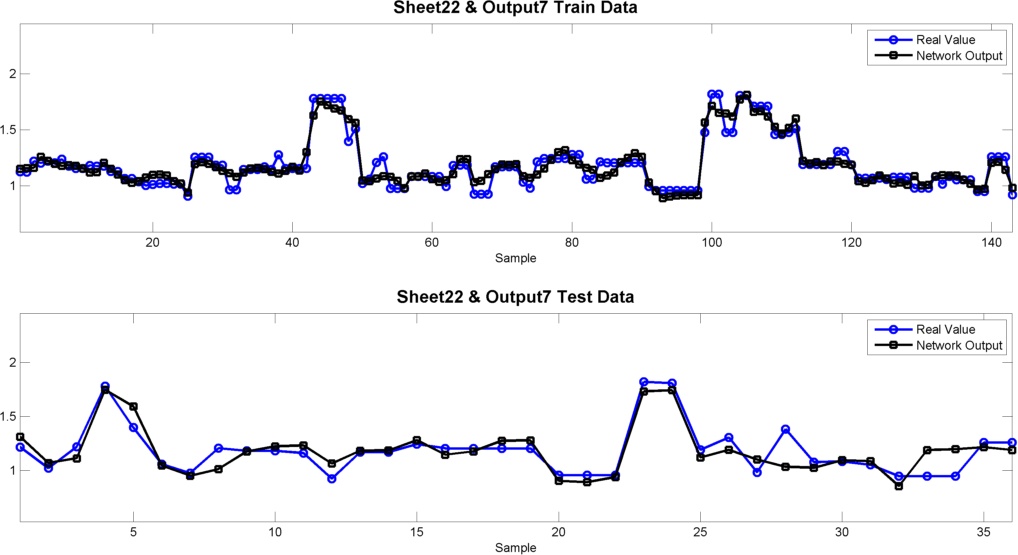 Sheet22 & Output7 Train Data
Real Value
Network Output
2
1.5
1
20 40 60 80 100 120 140
Sample
Sheet22 & Output7 Test Data
Real Value
Network Output
2
1.5
1
5 10 15 20 25 30 35
Sample